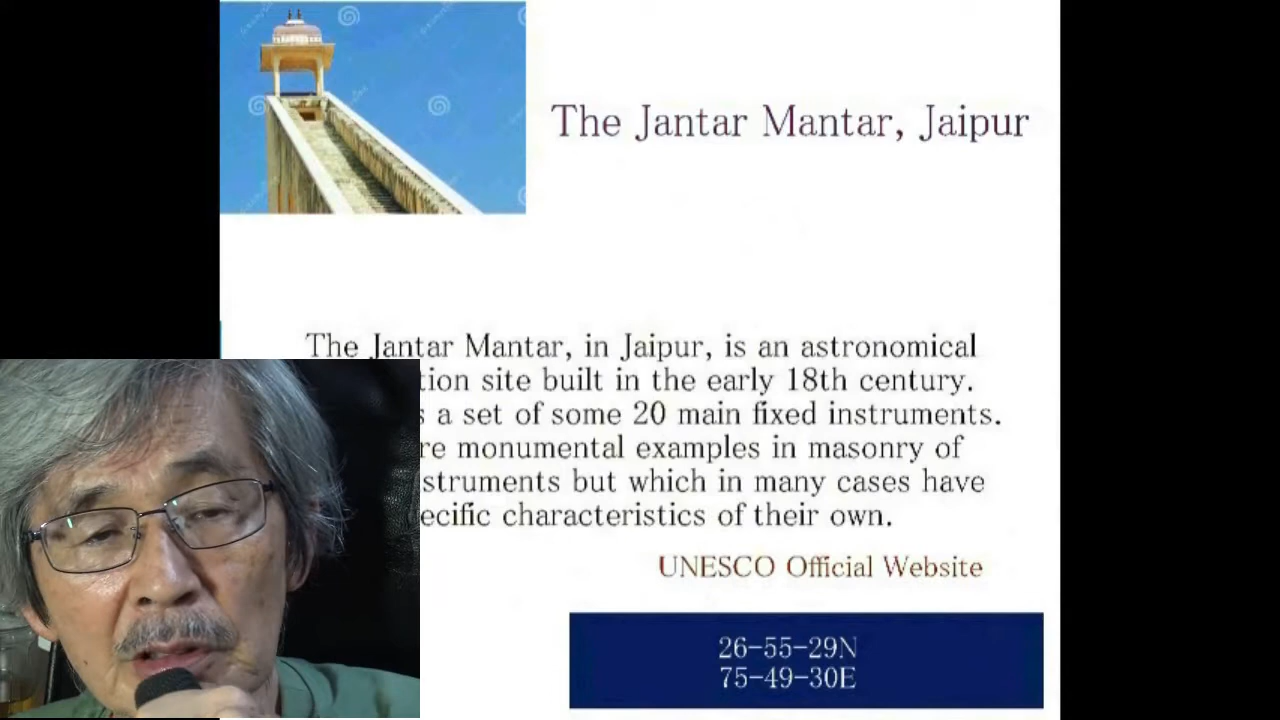 The Jantar Mantar, Jaipur
The Jantar Mantar, in Jaipur, is an astronomical
tion site built in the early 18th century.
s a set of some 20 main fixed instruments.
re monumental examples in masonry of
struments but which in many cases have
ecific characteristics of their own.
UNESCO Official Website
26-55-29N
75-49-30E